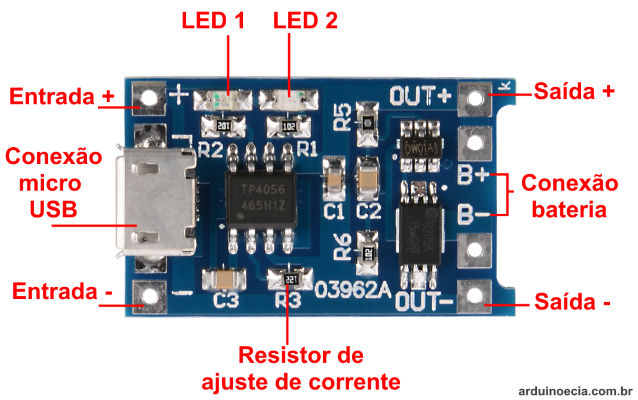 LED 1
LED 2
Entrada +
Saída +
k
+
OUT+
R5
R2
R1
20T
102
DW01A
TP4056
465H1Z
Conexão
micro
USB
B+
B-
Conexão
bateria
C1
C2
R6
C3
R3
03962A
OUT-
Entrada -
Saída -
Resistor de
ajuste de corrente
arduinoecia.com.br